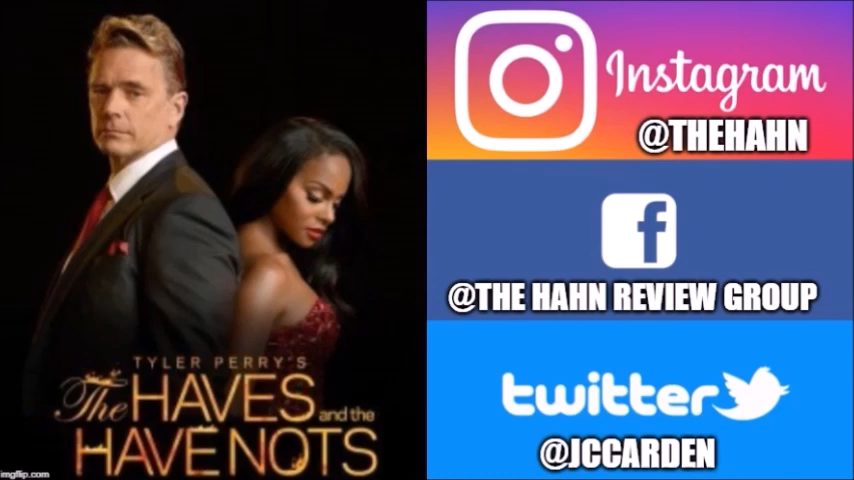 TYLER PERRY'S
The HAVES and the
HAVE NOTS
imgflip.com
Instagram
@THEHAHN
f
@THE HAHN REVIEW GROUP
twitter
@JCCARDEN